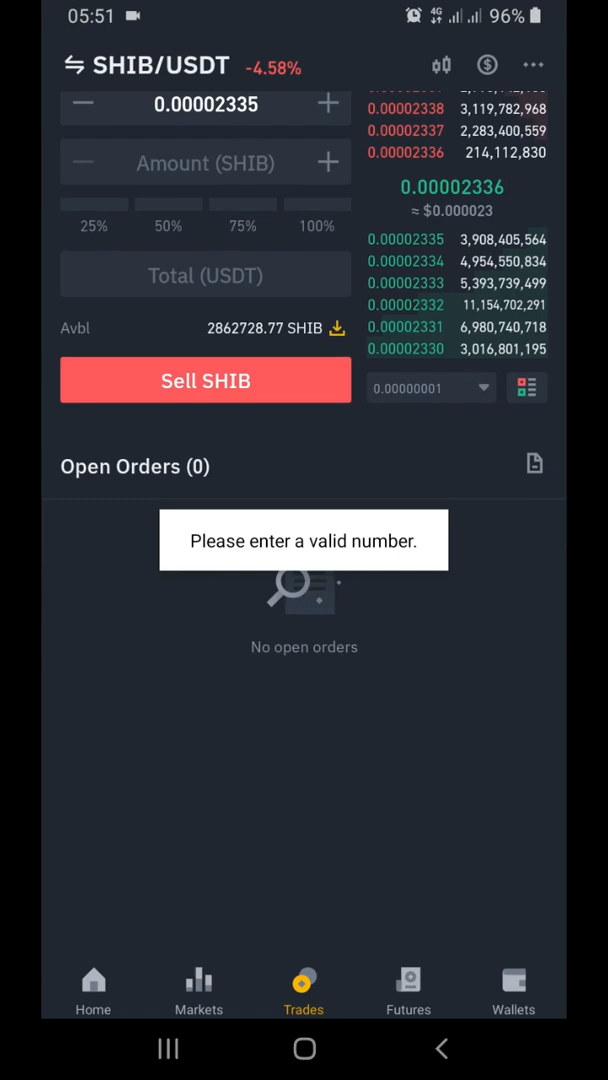 05:51 4G 96%
SHIB/USDT -4.58%
0.00002335
Amount (SHIB)
25% 50% 75% 100%
Total (USDT)
Avbl 2862728.77 SHIB
Sell SHIB
0.00002338 3,119,782,968
0.00002337 2,283,400,559
0.00002336 214,112,830
0.00002336
≈ $0.000023
0.00002335 3,908,405,564
0.00002334 4,954,550,834
0.00002333 5,393,739,499
0.00002332 11,154,702,291
0.00002331 6,980,740,718
0.00002330 3,016,801,195
0.00000001
Open Orders (0)
Please enter a valid number.
No open orders
Home Markets Trades Futures Wallets